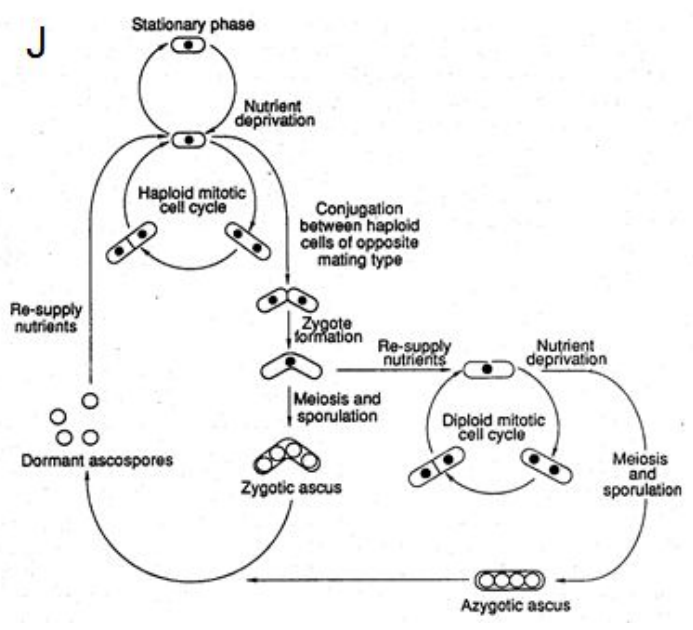 J
Stationary phase
Nutrient
deprivation
Haploid mitotic
cell cycle
Conjugation
between haploid
cells of opposite
mating type
Re-supply
nutrients
Zygote
formation
Re-supply
nutrients
Nutrient
deprivation
Meiosis and
sporulation
Diploid mitotic
cell cycle
Dormant ascospores
Zygotic ascus
Meiosis
and
sporulation
Azygotic ascus